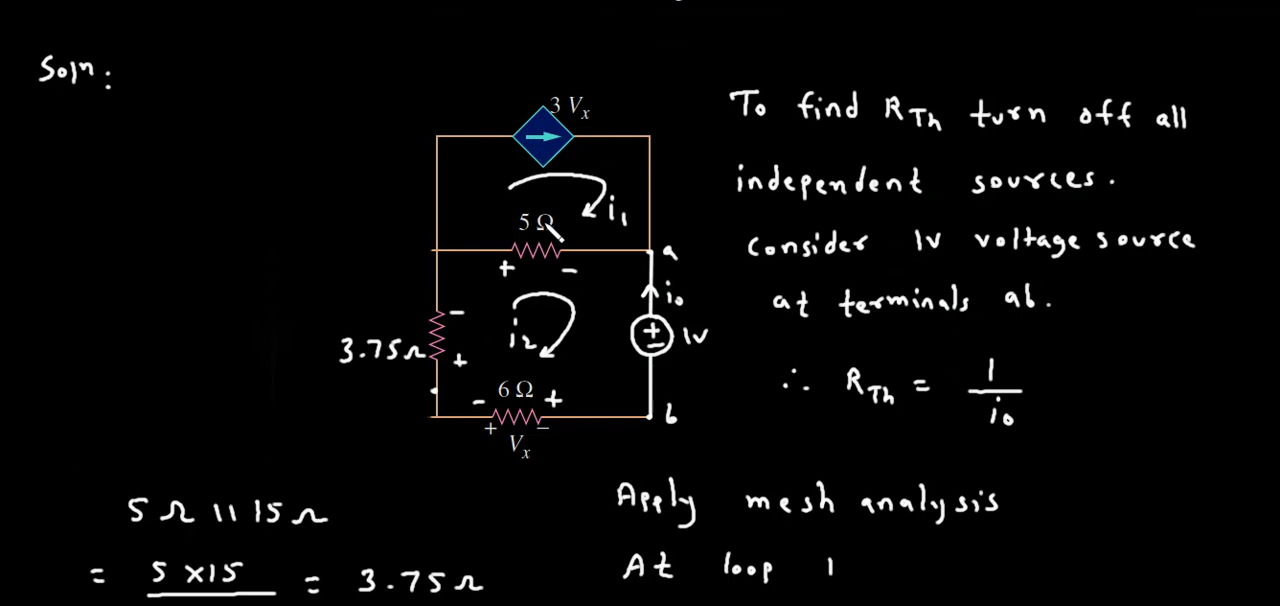 Soln:
3 Vx
To find RTh turn off all
independent sources.
Consider 1v voltage source
at terminals ab.
∴ RTh = 1 / i0
i1
5 Ω
+ −
a
i0
−
3.75Ω
+
i2
+
−
1v
6 Ω
− +
+ −
Vx
b
5Ω || 15Ω
= 5 × 15 = 3.75Ω
Apply mesh analysis
At loop 1